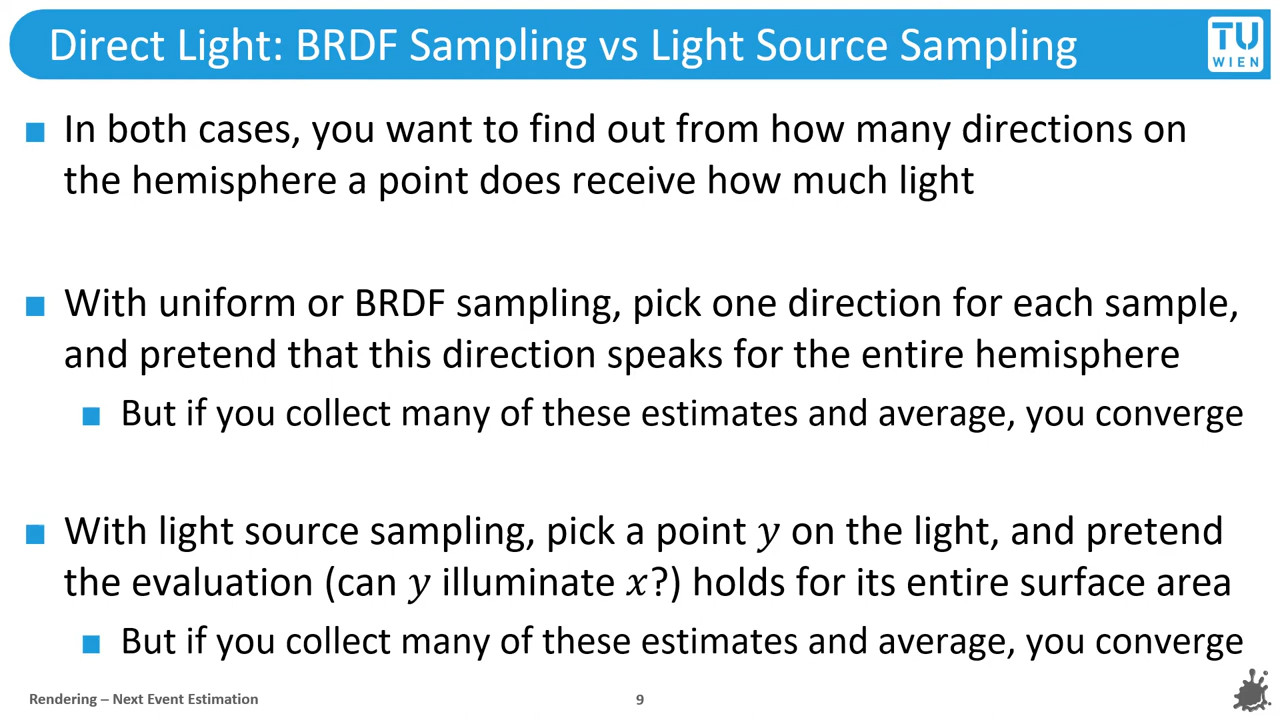 Direct Light: BRDF Sampling vs Light Source Sampling
TU
WIEN
■ In both cases, you want to find out from how many directions on
the hemisphere a point does receive how much light
■ With uniform or BRDF sampling, pick one direction for each sample,
and pretend that this direction speaks for the entire hemisphere
■ But if you collect many of these estimates and average, you converge
■ With light source sampling, pick a point 𝑦 on the light, and pretend
the evaluation (can 𝑦 illuminate 𝑥?) holds for its entire surface area
■ But if you collect many of these estimates and average, you converge
Rendering – Next Event Estimation
9